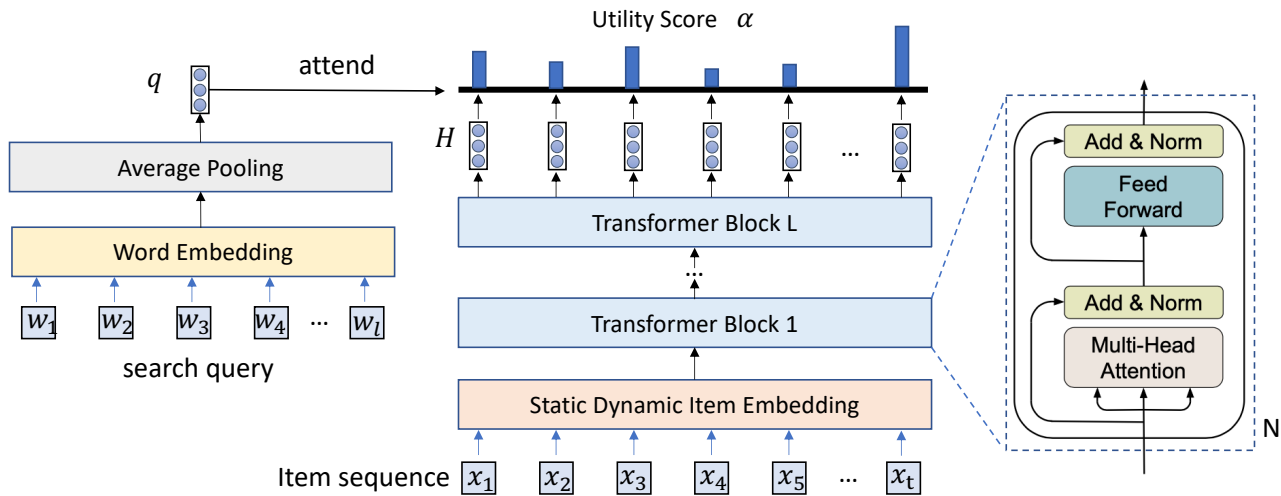 Utility Score α
q
attend
H
...
Average Pooling
Word Embedding
w₁ w₂ w₃ w₄ ... wₗ
search query
Transformer Block L
...
Transformer Block 1
Static Dynamic Item Embedding
Item sequence x₁ x₂ x₃ x₄ x₅ ... xₜ
Add & Norm
Feed
Forward
Add & Norm
Multi-Head
Attention
N